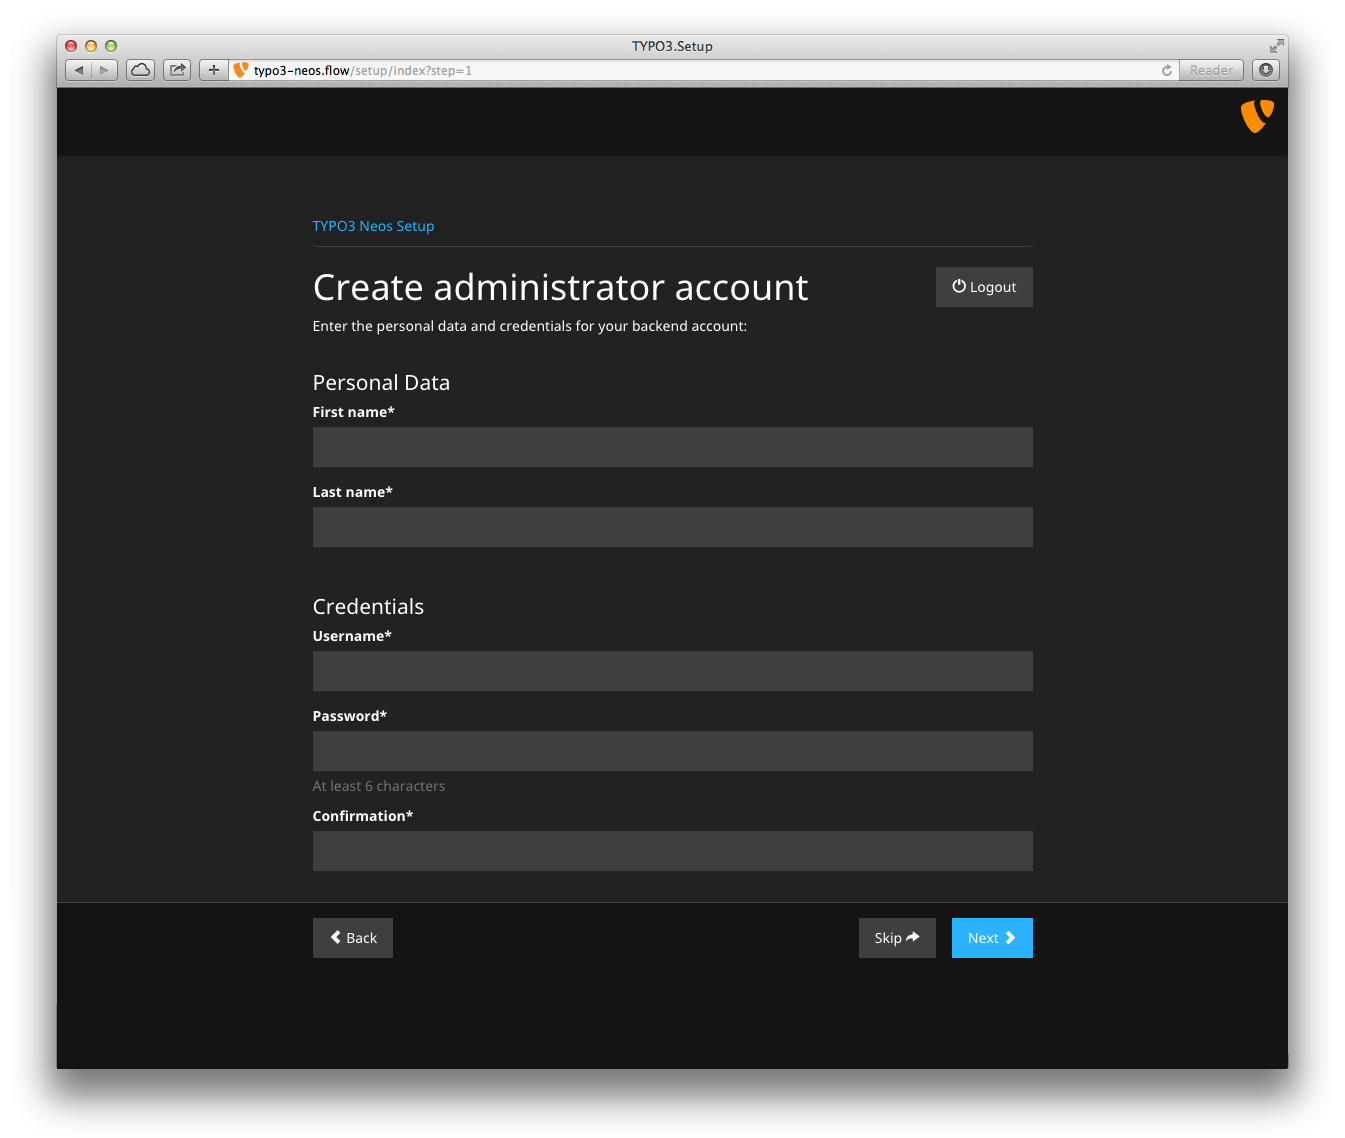 TYPO3.Setup
typo3-neos.flow/setup/index?step=1
Reader
TYPO3 Neos Setup
Create administrator account
Logout
Enter the personal data and credentials for your backend account:
Personal Data
First name*
Last name*
Credentials
Username*
Password*
At least 6 characters
Confirmation*
Back
Skip
Next